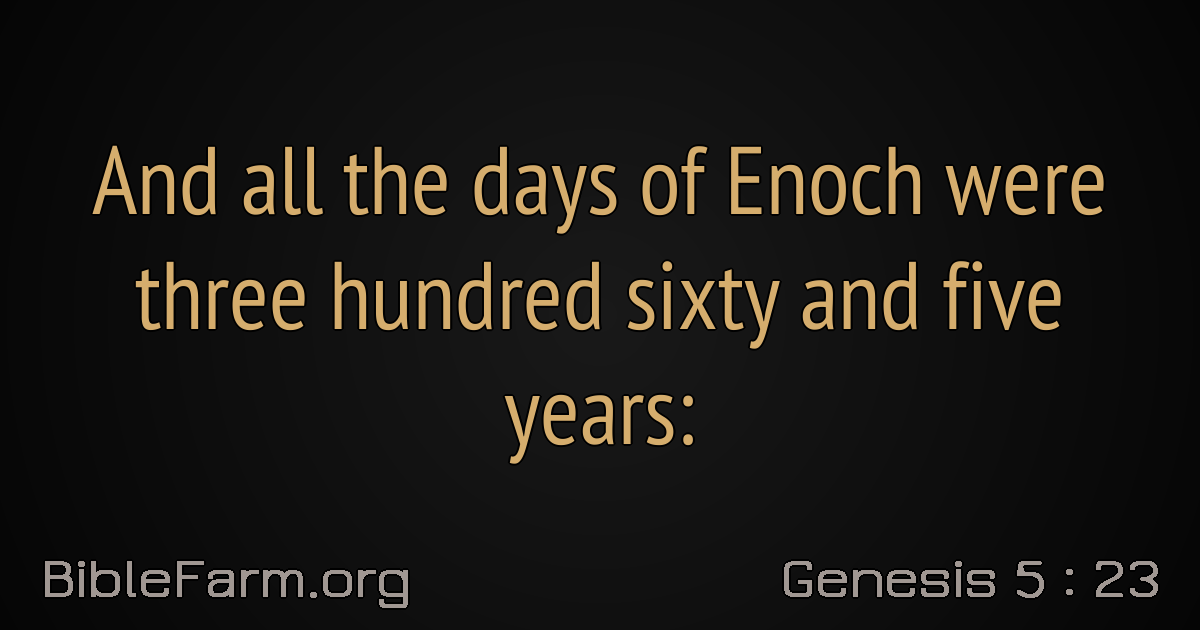 And all the days of Enoch were
three hundred sixty and five
years:
BibleFarm.org
Genesis 5 : 23